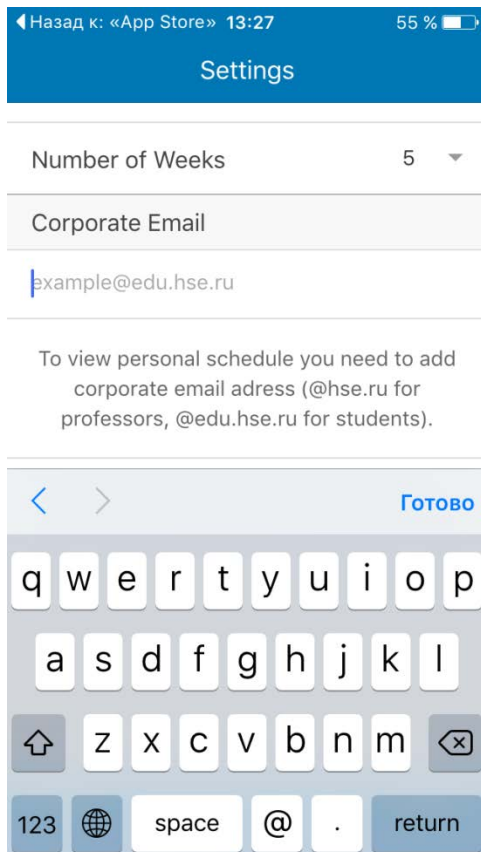 Назад к: «App Store» 13:27 55 %
Settings
Number of Weeks 5
Corporate Email
example@edu.hse.ru
To view personal schedule you need to add
corporate email adress (@hse.ru for
professors, @edu.hse.ru for students).
Готово
q w e r t y u i o p
a s d f g h j k l
z x c v b n m
123 space @ . return